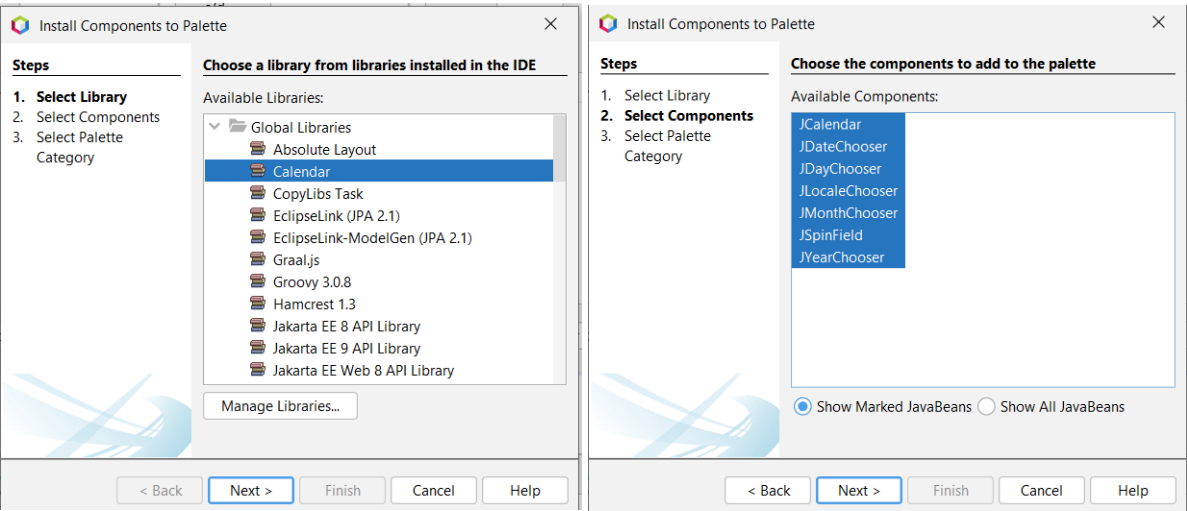 Install Components to Palette
Steps
1. Select Library
2. Select Components
3. Select Palette
Category
Choose a library from libraries installed in the IDE
Available Libraries:
Global Libraries
Absolute Layout
Calendar
CopyLibs Task
EclipseLink (JPA 2.1)
EclipseLink-ModelGen (JPA 2.1)
Graal.js
Groovy 3.0.8
Hamcrest 1.3
Jakarta EE 8 API Library
Jakarta EE 9 API Library
Jakarta EE Web 8 API Library
Manage Libraries...
< Back
Next >
Finish
Cancel
Help
Install Components to Palette
Steps
1. Select Library
2. Select Components
3. Select Palette
Category
Choose the components to add to the palette
Available Components:
JCalendar
JDateChooser
JDayChooser
JLocaleChooser
JMonthChooser
JSpinField
JYearChooser
Show Marked JavaBeans
Show All JavaBeans
< Back
Next >
Finish
Cancel
Help